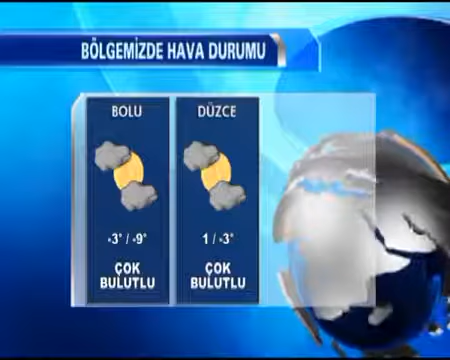 BÖLGEMİZDE HAVA DURUMU
BOLU
-3° / -9°
ÇOK
BULUTLU
DÜZCE
1 / -3°
ÇOK
BULUTLU